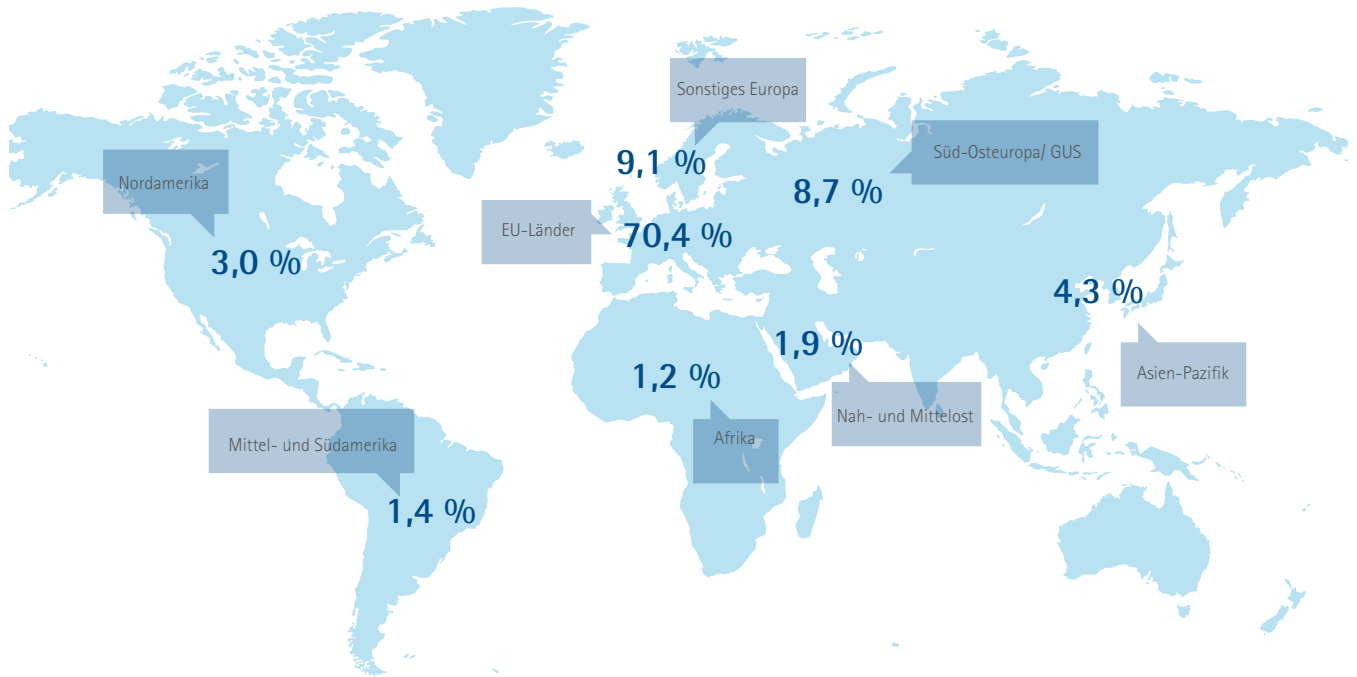 Sonstiges Europa
9,1 %
Süd-Osteuropa/ GUS
8,7 %
Nordamerika
3,0 %
EU-Länder
70,4 %
4,3 %
Asien-Pazifik
1,9 %
Nah- und Mittelost
1,2 %
Afrika
Mittel- und Südamerika
1,4 %